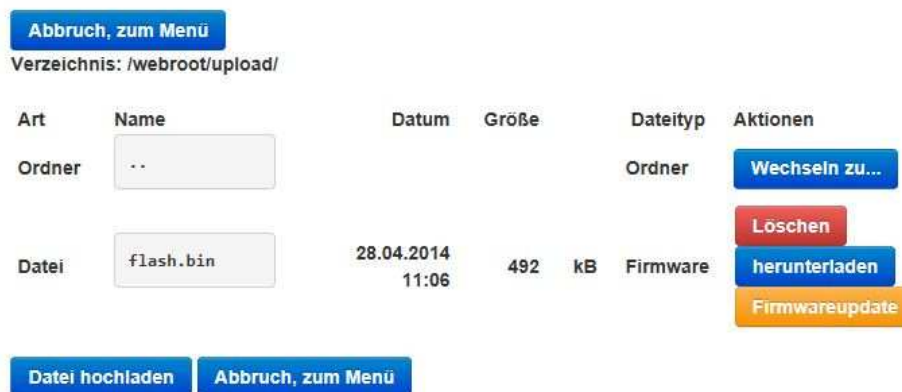 Abbruch, zum Menü
Verzeichnis: /webroot/upload/
Art Name Datum Größe Dateityp Aktionen
Ordner .. Ordner Wechseln zu...
Löschen
Datei flash.bin 28.04.2014 11:06 492 kB Firmware herunterladen
Firmwareupdate
Datei hochladen Abbruch, zum Menü